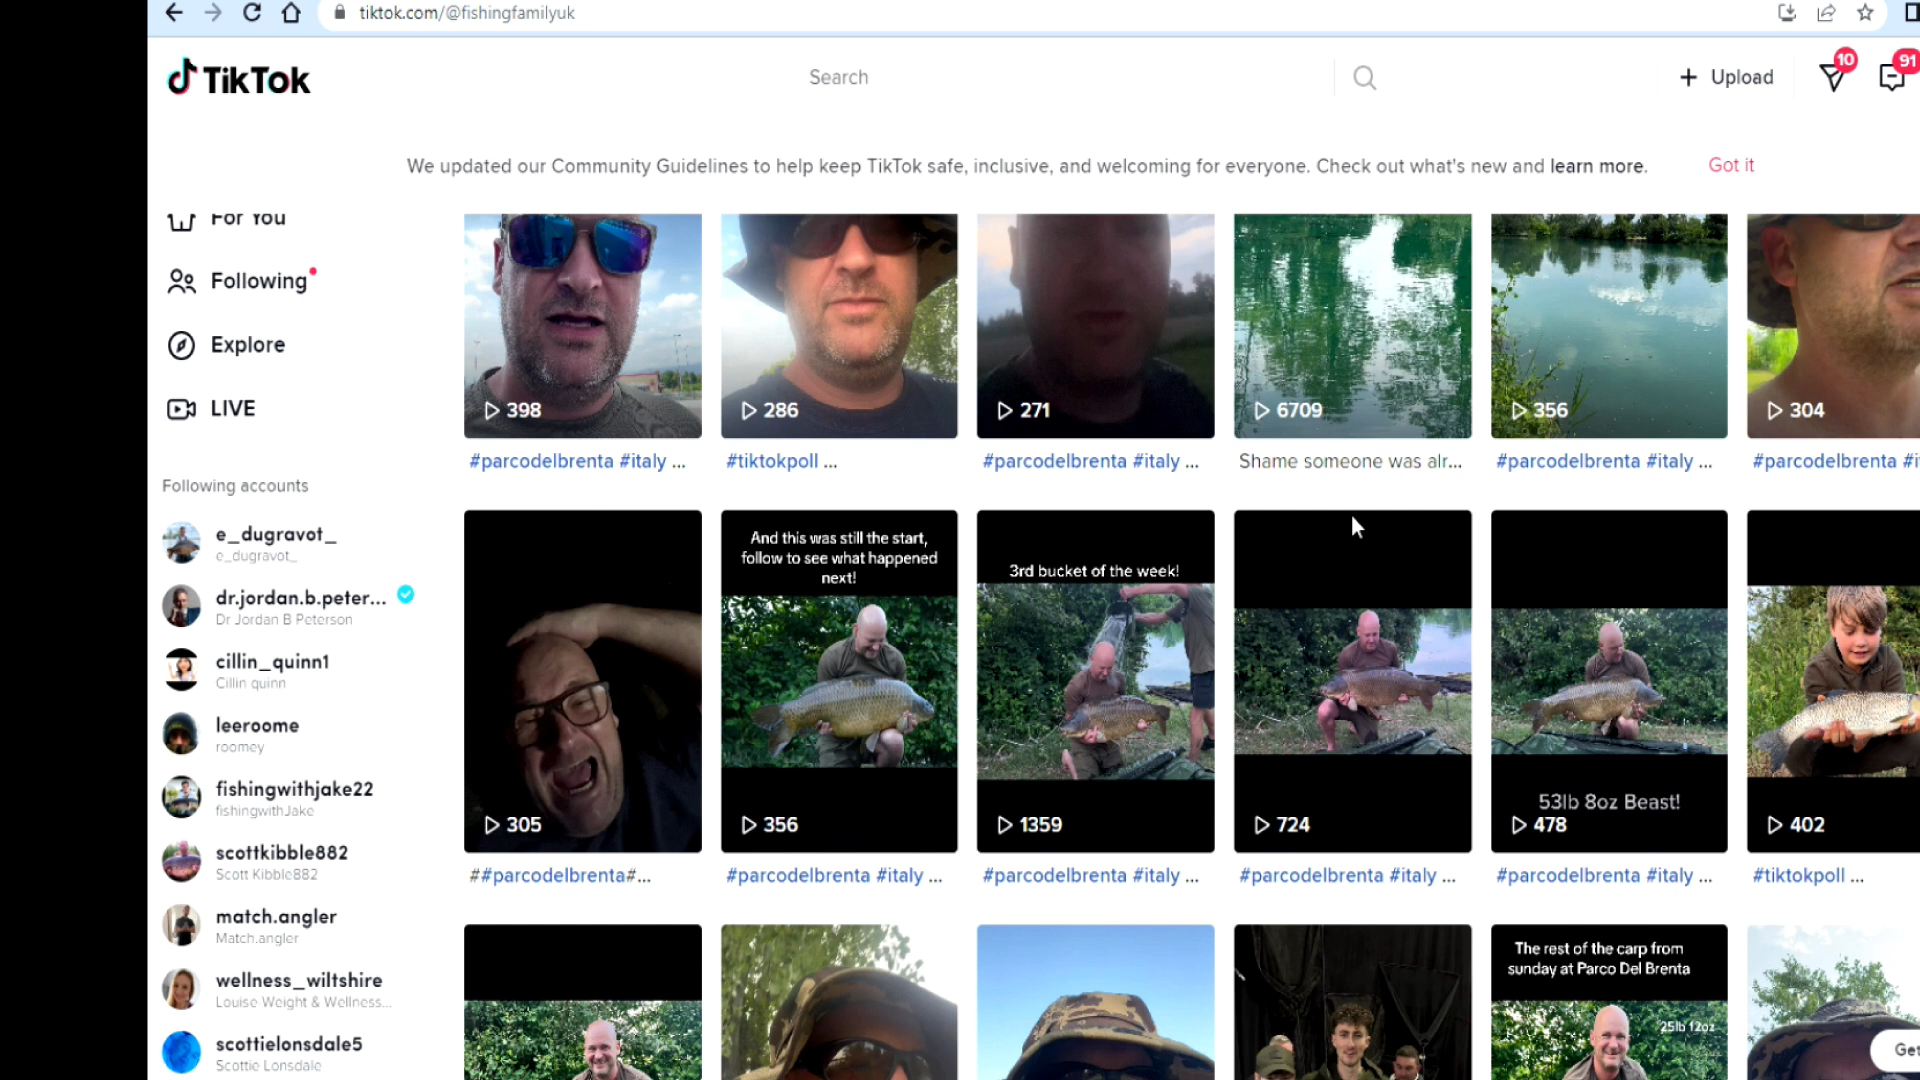 tiktok.com/@fishingfamilyuk
TikTok
Search
Upload
10
91
We updated our Community Guidelines to help keep TikTok safe, inclusive, and welcoming for everyone. Check out what's new and learn more.
Got it
For You
Following
Explore
LIVE
Following accounts
e_dugravot_
e_dugravot_
dr.jordan.b.peter...
Dr Jordan B Peterson
cillin_quinn1
Cillin quinn
leeroome
roomey
fishingwithjake22
fishingwithJake
scottkibble882
Scott Kibble882
match.angler
Match.angler
wellness_wiltshire
Louise Weight & Wellness...
scottielonsdale5
Scottie Lonsdale
398
286
271
6709
356
304
#parcodelbrenta #italy ...
#tiktokpoll ...
#parcodelbrenta #italy ...
Shame someone was alr...
#parcodelbrenta #italy ...
#parcodelbrenta #i
And this was still the start,
follow to see what happened
next!
3rd bucket of the week!
53lb 8oz Beast!
305
356
1359
724
478
402
##parcodelbrenta#...
#parcodelbrenta #italy ...
#parcodelbrenta #italy ...
#parcodelbrenta #italy ...
#parcodelbrenta #italy ...
#tiktokpoll ...
The rest of the carp from
sunday at Parco Del Brenta
25lb 12oz
Get